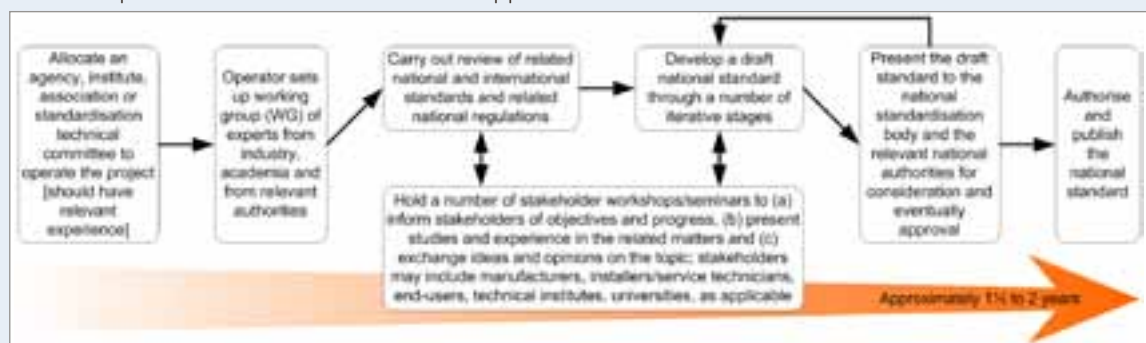 Allocate an
agency, institute,
association or
standardisation
technical
committee to
operate the project
[should have
relevant
experience]
Operator sets
up working
group (WG) of
experts from
industry,
academia and
from relevant
authorities
Carry out review of related
national and international
standards and related
national regulations
Develop a draft
national standard
through a number of
iterative stages
Present the draft
standard to the
national
standardisation
body and the
relevant national
authorities for
consideration and
eventually
approval
Authorise
and
publish
the
national
standard
Hold a number of stakeholder workshops/seminars to (a)
inform stakeholders of objectives and progress, (b) present
studies and experience in the related matters and (c)
exchange ideas and opinions on the topic; stakeholders
may include manufacturers, installers/service technicians,
end-users, technical institutes, universities, as applicable
Approximately 1½ to 2 years